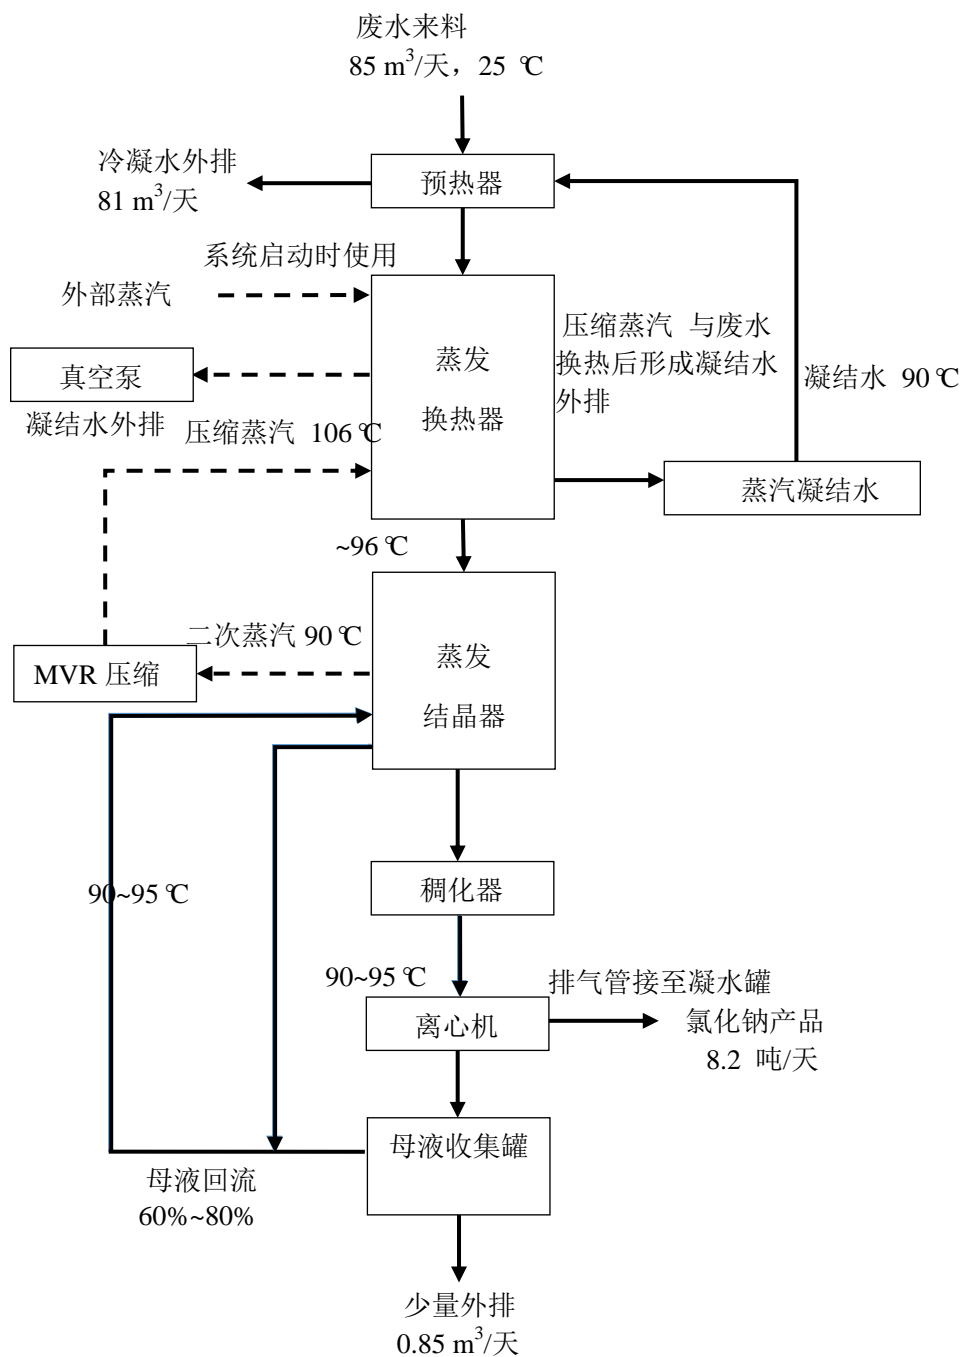 废水来料
85 m³/天，25 ℃
冷凝水外排
81 m³/天
预热器
系统启动时使用
外部蒸汽
蒸发
换热器
压缩蒸汽 与废水
换热后形成凝结水
外排
凝结水 90℃
真空泵
凝结水外排
压缩蒸汽 106℃
蒸汽凝结水
~96℃
二次蒸汽 90℃
MVR 压缩
蒸发
结晶器
90~95℃
稠化器
90~95℃
排气管接至凝水罐
离心机
氯化钠产品
8.2 吨/天
母液收集罐
母液回流
60%~80%
少量外排
0.85 m³/天